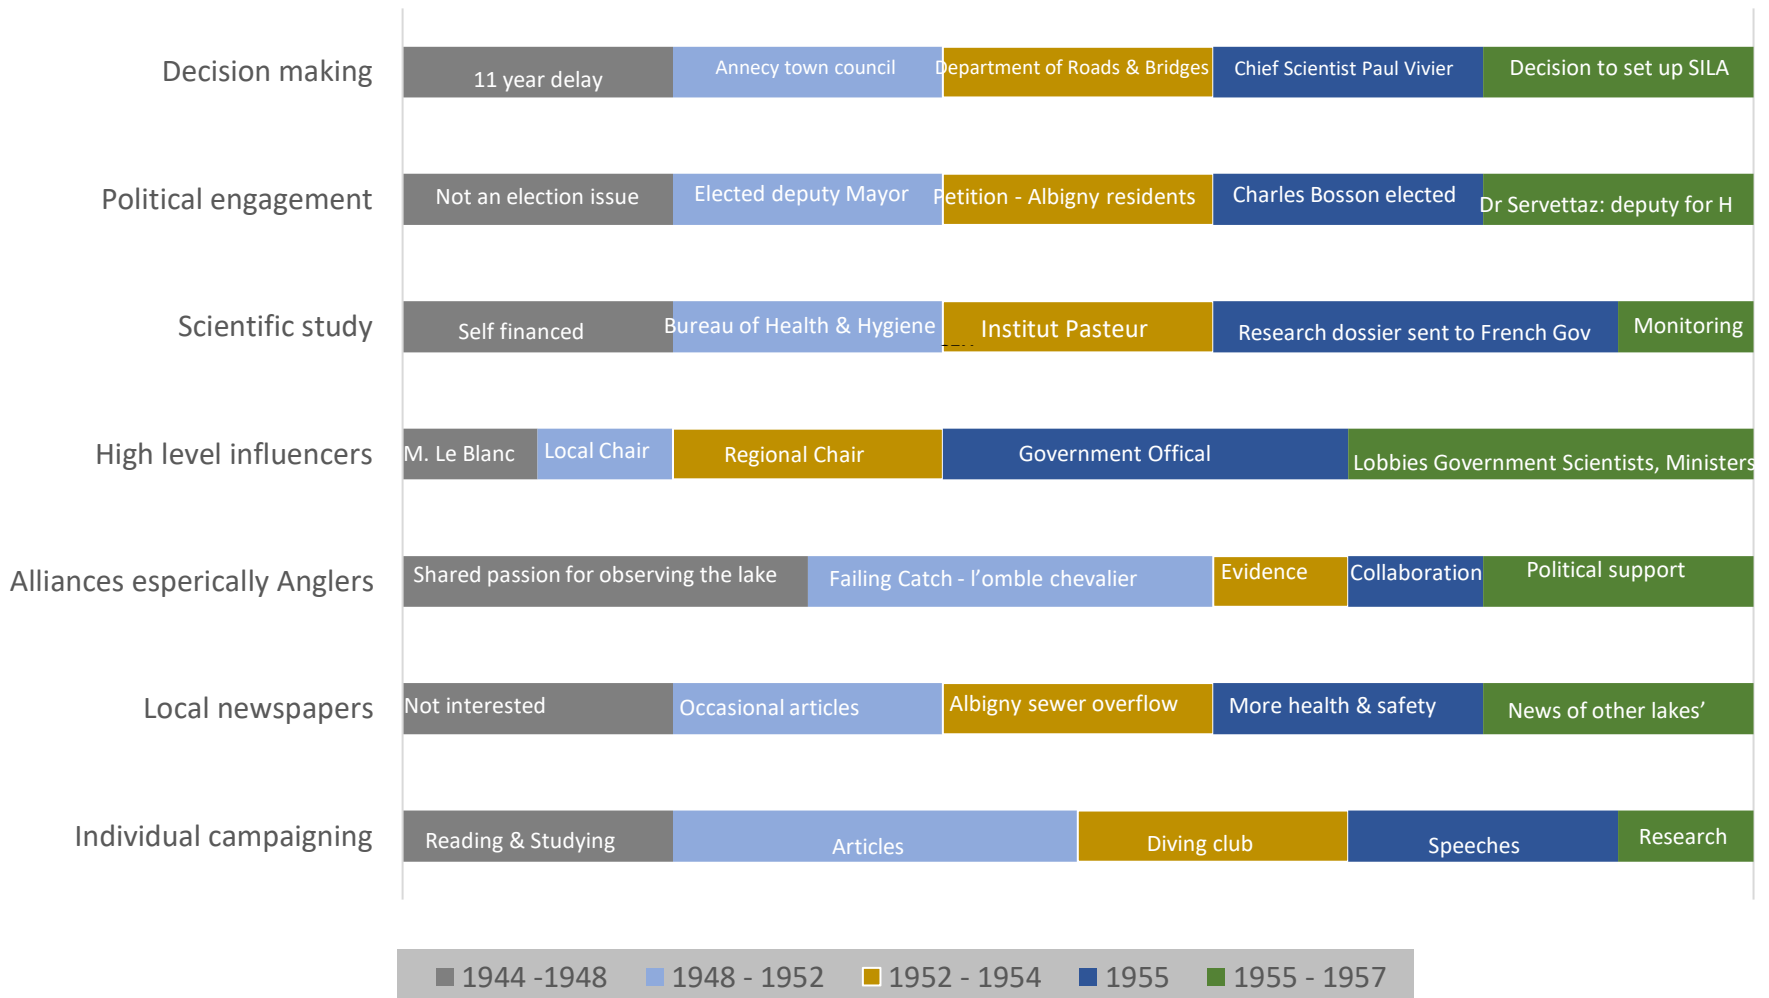 Decision making
11 year delay
Annecy town council
Department of Roads & Bridges
Chief Scientist Paul Vivier
Decision to set up SILA
Political engagement
Not an election issue
Elected deputy Mayor
Petition - Albigny residents
Charles Bosson elected
Dr Servettaz: deputy for H
Scientific study
Self financed
Bureau of Health & Hygiene
Institut Pasteur
Research dossier sent to French Gov
Monitoring
High level influencers
M. Le Blanc
Local Chair
Regional Chair
Government Offical
Lobbies Government Scientists, Ministers
Alliances esperically Anglers
Shared passion for observing the lake
Failing Catch - l'omble chevalier
Evidence
Collaboration
Political support
Local newspapers
Not interested
Occasional articles
Albigny sewer overflow
More health & safety
News of other lakes’
Individual campaigning
Reading & Studying
Articles
Diving club
Speeches
Research
1944 -1948
1948 - 1952
1952 - 1954
1955
1955 - 1957